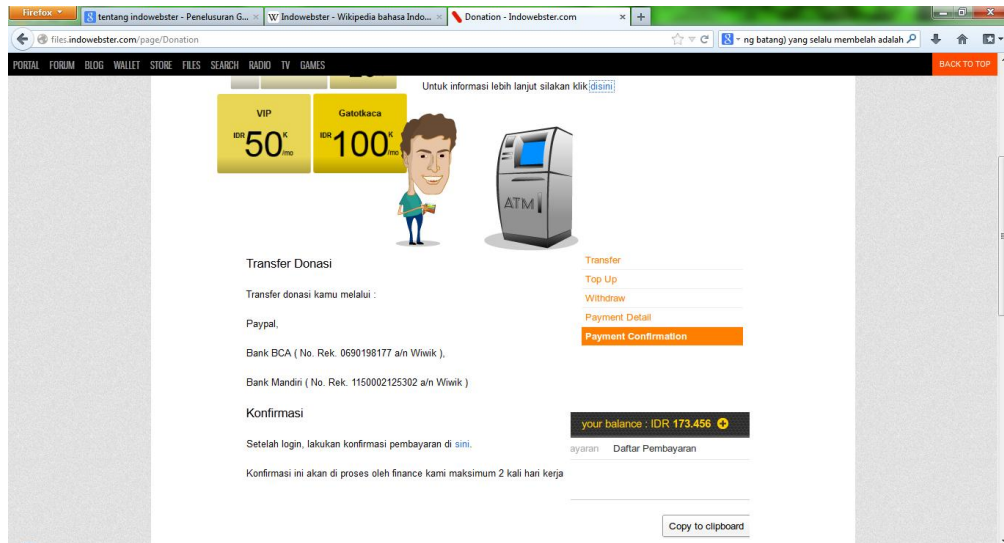 Firefox
tentang indowebster - Penelusuran G...
W Indowebster - Wikipedia bahasa Indo...
Donation - Indowebster.com
files.indowebster.com/page/Donation
ng batang) yang selalu membelah adalah
PORTAL FORUM BLOG WALLET STORE FILES SEARCH RADIO TV GAMES
BACK TO TOP
Untuk informasi lebih lanjut silakan klik disini
VIP
IDR 50 K /mo
Gatotkaca
IDR 100 K /mo
ATM
Transfer Donasi
Transfer donasi kamu melalui :
Paypal,
Bank BCA ( No. Rek. 0690198177 a/n Wiwik ),
Bank Mandiri ( No. Rek. 1150002125302 a/n Wiwik )
Transfer
Top Up
Withdraw
Payment Detail
Payment Confirmation
Konfirmasi
Setelah login, lakukan konfirmasi pembayaran di sini.
Konfirmasi ini akan di proses oleh finance kami maksimum 2 kali hari kerja
your balance : IDR 173.456
ayaran Daftar Pembayaran
Copy to clipboard